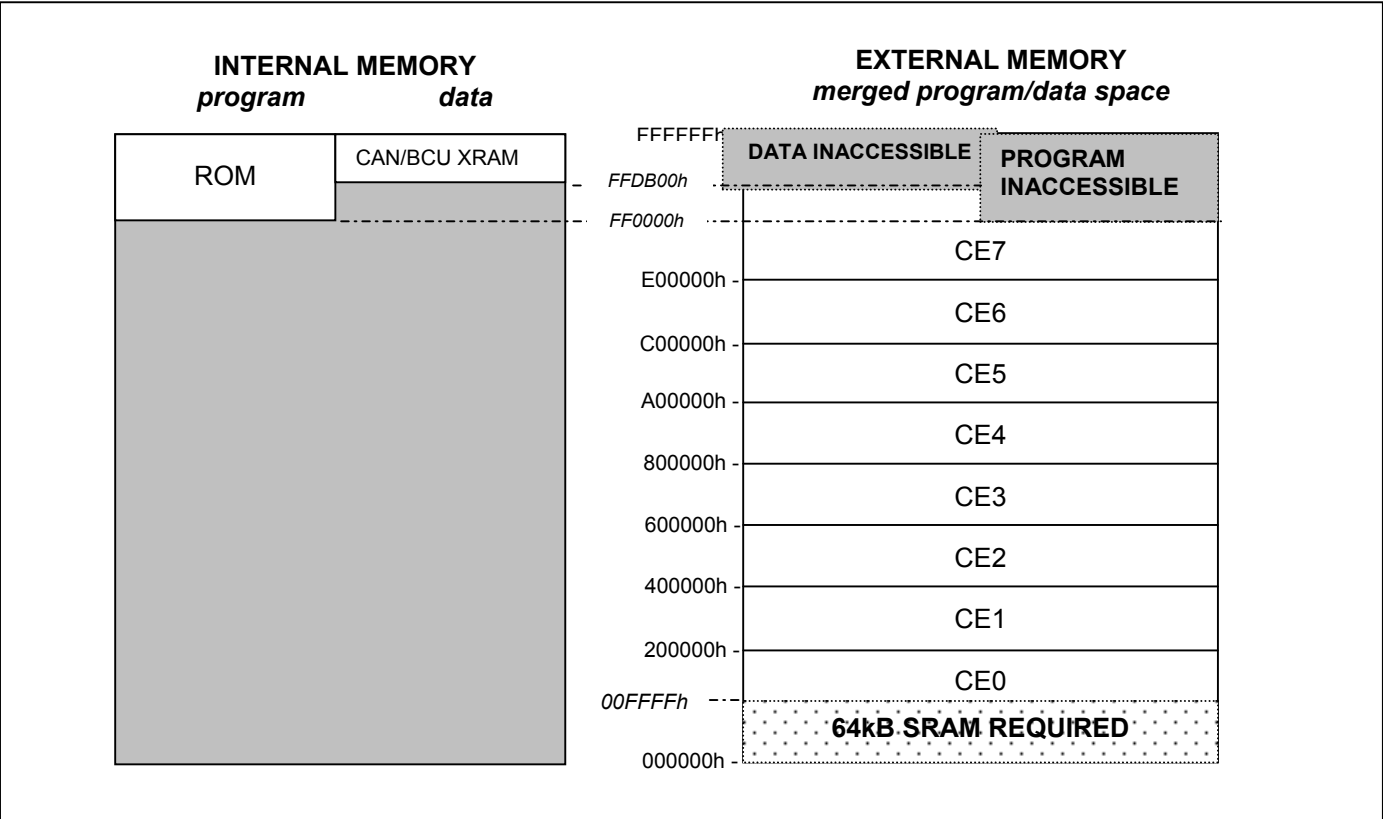 INTERNAL MEMORY
program data
EXTERNAL MEMORY
merged program/data space
ROM
CAN/BCU XRAM
FFFFFFh
DATA INACCESSIBLE
PROGRAM
INACCESSIBLE
FFDB00h
FF0000h
CE7
E00000h
CE6
C00000h
CE5
A00000h
CE4
800000h
CE3
600000h
CE2
400000h
CE1
200000h
CE0
00FFFFh
64kB SRAM REQUIRED
000000h